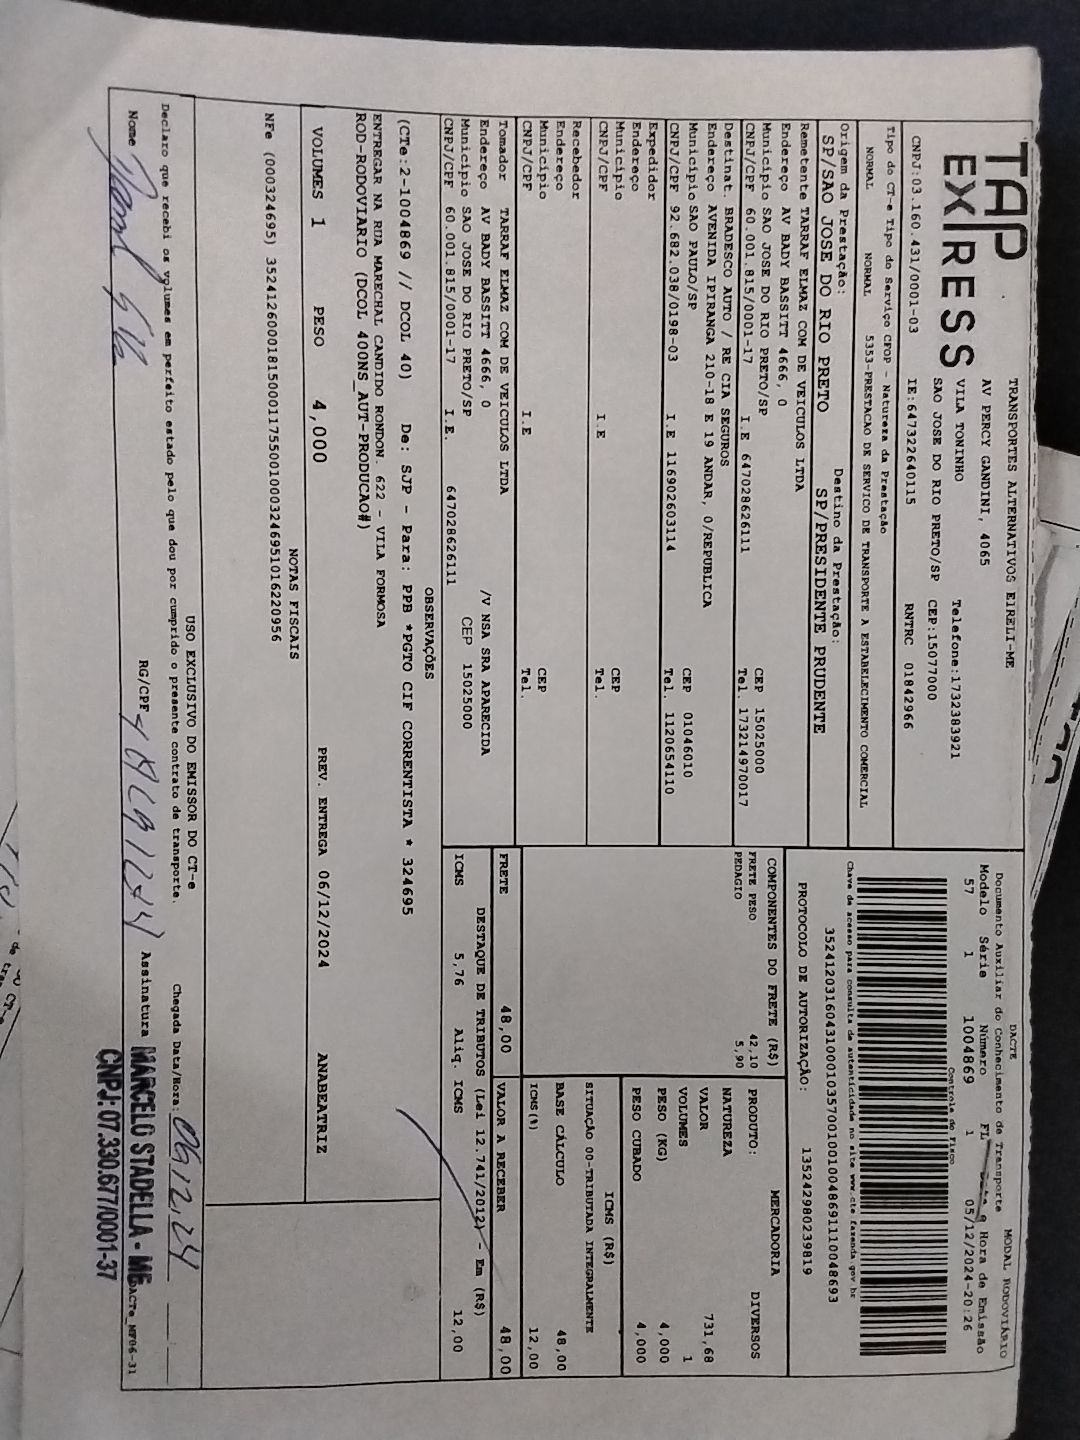 TAP
EXPRESS
TRANSPORTES ALTERNATIVOS EIRELI-ME
AV PERCY GANDINI, 4065
VILA TONINHO Telefone:1732383921
SAO JOSE DO RIO PRETO/SP CEP:15077000
CNPJ:03.160.431/0001-03 IE:647322640115 RNTRC 01842966
Tipo do CT-e Tipo do Serviço CFOP - Natureza da Prestação
NORMAL NORMAL 5353-PRESTACAO DE SERVICO DE TRANSPORTE A ESTABELECIMENTO COMERCIAL
Origem da Prestação: Destino da Prestação:
SP/SAO JOSE DO RIO PRETO SP/PRESIDENTE PRUDENTE
Remetente TARRAF ELMAZ COM DE VEICULOS LTDA
Endereço AV BADY BASSITT 4666, 0
Município SAO JOSE DO RIO PRETO/SP CEP 15025000
CNPJ/CPF 60.001.815/0001-17 I.E 647028626111 Tel. 173214970017
Destinat. BRADESCO AUTO / RE CIA SEGUROS
Endereço AVENIDA IPIRANGA 210-18 E 19 ANDAR, 0/REPUBLICA
Município SAO PAULO/SP CEP 01046010
CNPJ/CPF 92.682.038/0198-03 I.E 116902603114 Tel. 1120654110
Expedidor
Endereço
Município CEP
CNPJ/CPF I.E Tel.
Recebedor
Endereço
Município CEP
CNPJ/CPF I.E Tel.
Tomador TARRAF ELMAZ COM DE VEICULOS LTDA
Endereço AV BADY BASSITT 4666, 0 /V NSA SRA APARECIDA
Município SAO JOSE DO RIO PRETO/SP CEP 15025000
CNPJ/CPF 60.001.815/0001-17 I.E. 647028626111
DACTE MODAL RODOVIÁRIO
Documento Auxiliar do Conhecimento de Transporte
Modelo Série Número FL Data e Hora de Emissão
57 1 1004869 1 05/12/2024-20:26
Controle do Fisco
Chave de acesso para consulta de autenticidade no site www.cte.fazenda.gov.br
35241203160431000103570010010048691110048693
PROTOCOLO DE AUTORIZAÇÃO: 135242980239819
COMPONENTES DO FRETE (R$)
FRETE PESO 42,10
PEDAGIO 5,90
MERCADORIA
PRODUTO: DIVERSOS
NATUREZA
VALOR 731,68
VOLUMES 1
PESO (KG) 4,000
PESO CUBADO 4,000
ICMS (R$)
SITUAÇÃO 00-TRIBUTADA INTEGRALMENTE
BASE CÁLCULO 48,00
ICMS(%) 12,00
FRETE 48,00 VALOR A RECEBER 48,00
DESTAQUE DE TRIBUTOS (Lei 12.741/2012) - Em (R$)
ICMS 5,76 Aliq. ICMS 12,00
OBSERVAÇÕES
(CTe:2-1004869 // DCOL 40) De: SJP - Para: PPB *PGTO CIF CORRENTISTA * 324695
ENTREGAR NA RUA MARECHAL CANDIDO RONDON. 622 - VILA FORMOSA
ROD-RODOVIARIO (DCOL 400NS_AUT-PRODUCAO#)
VOLUMES 1 PESO 4,000 PREV. ENTREGA 06/12/2024 ANABEATRIZ
NOTAS FISCAIS
NFe (000324695) 35241260001815000117550010003246951016220956
USO EXCLUSIVO DO EMISSOR DO CT-e
Declaro que recebi os volumes em perfeito estado pelo que dou por cumprido o presente contrato de transporte. Chegada Data/Hora: 06,12,24
Nome RG/CPF Assinatura
MARCELO STADELLA - ME
CNPJ: 07.330.677/0001-37
DACTe_MF06-31